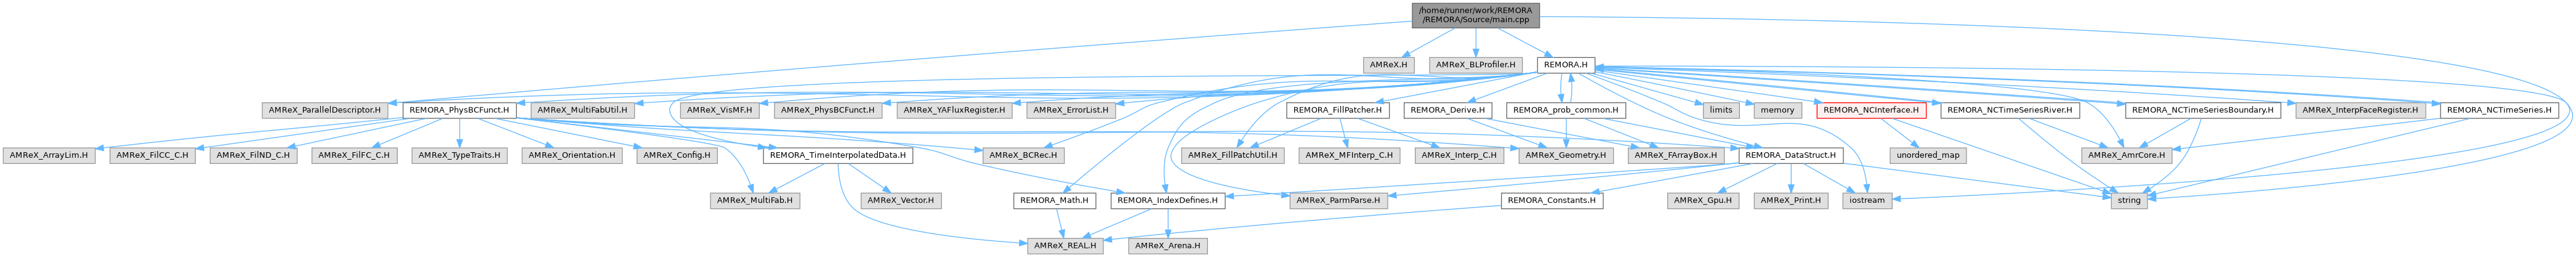 /home/runner/work/REMORA
/REMORA/Source/main.cpp
AMReX.H
AMReX_BLProfiler.H
REMORA.H
AMReX_ParallelDescriptor.H
REMORA_PhysBCFunct.H
AMReX_MultiFabUtil.H
AMReX_VisMF.H
AMReX_PhysBCFunct.H
AMReX_YAFluxRegister.H
AMReX_ErrorList.H
REMORA_FillPatcher.H
REMORA_Derive.H
REMORA_prob_common.H
limits
memory
REMORA_NCInterface.H
REMORA_NCTimeSeriesRiver.H
REMORA_NCTimeSeriesBoundary.H
AMReX_InterpFaceRegister.H
REMORA_NCTimeSeries.H
AMReX_ArrayLim.H
AMReX_FilCC_C.H
AMReX_FilND_C.H
AMReX_FilFC_C.H
AMReX_TypeTraits.H
AMReX_Orientation.H
AMReX_Config.H
REMORA_TimeInterpolatedData.H
AMReX_BCRec.H
AMReX_FillPatchUtil.H
AMReX_MFInterp_C.H
AMReX_Interp_C.H
AMReX_Geometry.H
AMReX_FArrayBox.H
REMORA_DataStruct.H
unordered_map
AMReX_AmrCore.H
AMReX_MultiFab.H
AMReX_Vector.H
REMORA_Math.H
REMORA_IndexDefines.H
AMReX_ParmParse.H
REMORA_Constants.H
AMReX_Gpu.H
AMReX_Print.H
iostream
string
AMReX_REAL.H
AMReX_Arena.H